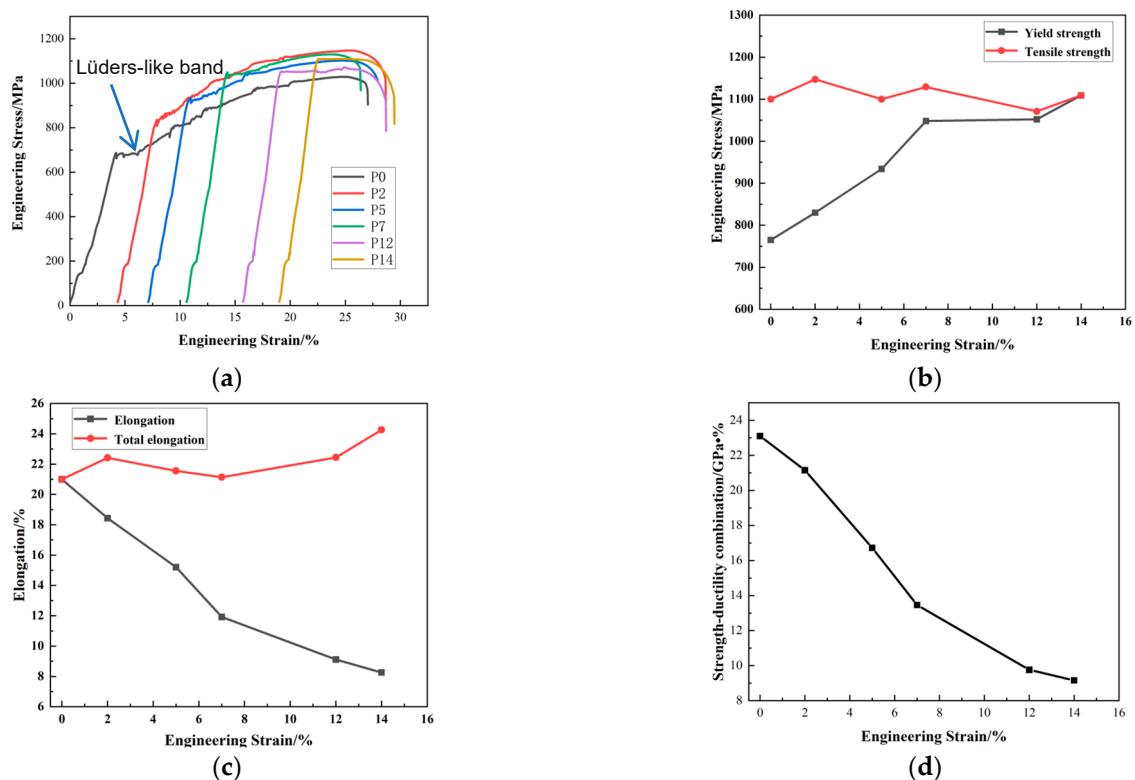 Lüders-like band
Engineering Stress/MPa
1200
1000
800
600
400
200
0
P0
P2
P5
P7
P12
P14
0 5 10 15 20 25 30
Engineering Strain/%
(a)
Yield strength
Tensile strength
Engineering Stress/MPa
1300
1200
1100
1000
900
800
700
600
0 2 4 6 8 10 12 14 16
Engineering Strain/%
(b)
Elongation
Total elongation
Elongation/%
26
24
22
20
18
16
14
12
10
8
6
0 2 4 6 8 10 12 14 16
Engineering Strain/%
(c)
Strength-ductility combination/GPa•%
24
22
20
18
16
14
12
10
8
0 2 4 6 8 10 12 14 16
Engineering Strain/%
(d)